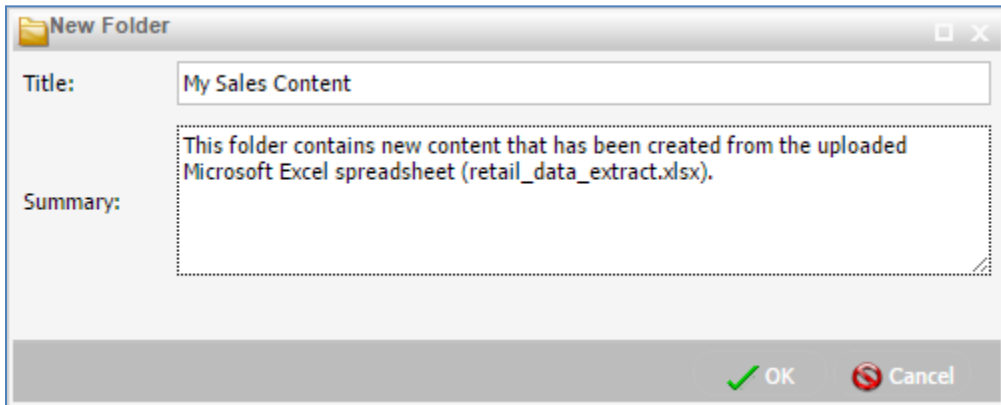 New Folder
Title:
My Sales Content
This folder contains new content that has been created from the uploaded
Microsoft Excel spreadsheet (retail_data_extract.xlsx).
Summary:
OK
Cancel